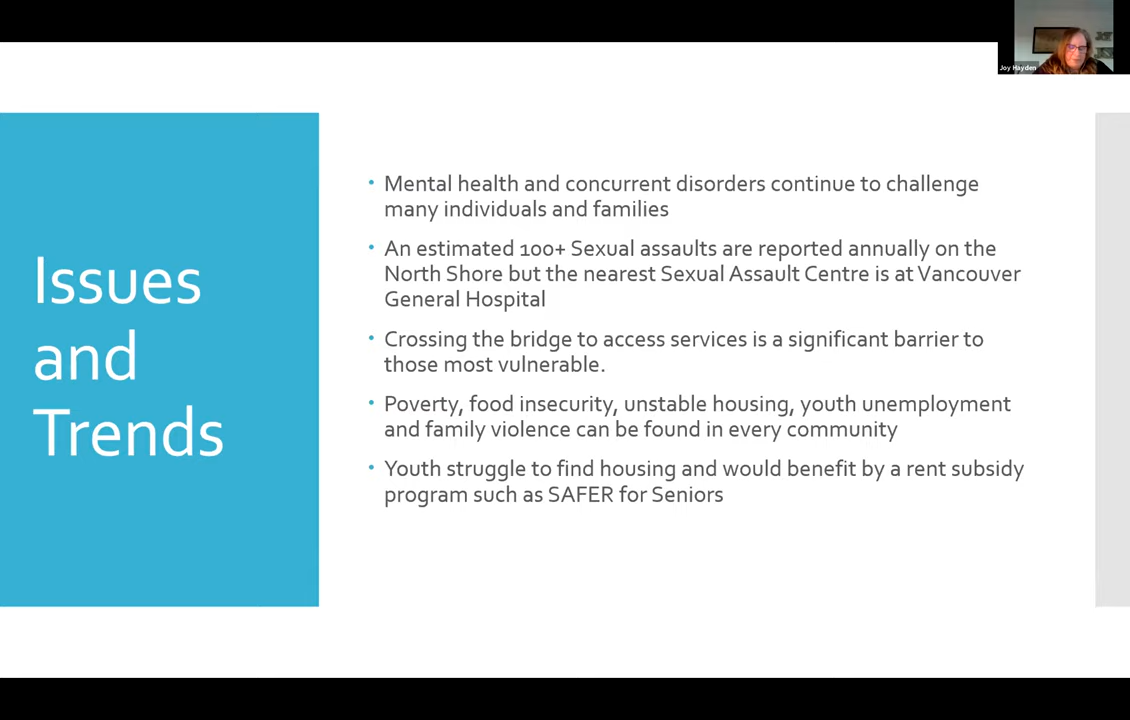 Joy Hayden
Issues
and
Trends
• Mental health and concurrent disorders continue to challenge
many individuals and families
• An estimated 100+ Sexual assaults are reported annually on the
North Shore but the nearest Sexual Assault Centre is at Vancouver
General Hospital
• Crossing the bridge to access services is a significant barrier to
those most vulnerable.
• Poverty, food insecurity, unstable housing, youth unemployment
and family violence can be found in every community
• Youth struggle to find housing and would benefit by a rent subsidy
program such as SAFER for Seniors